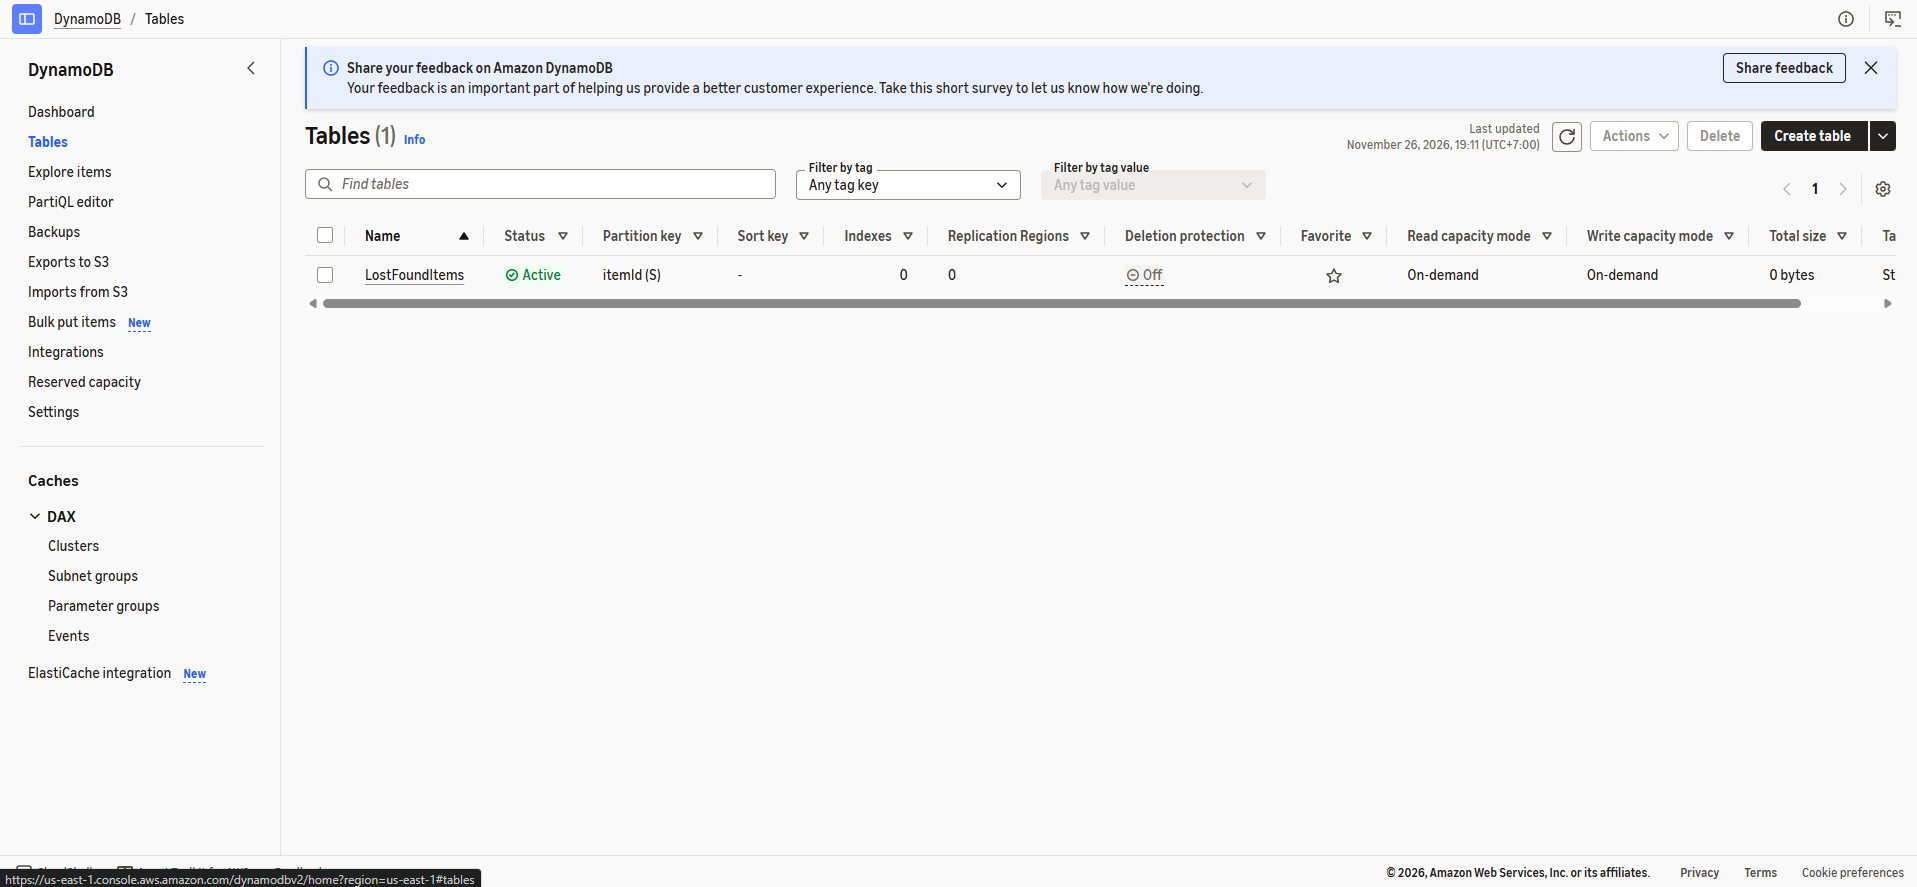 DynamoDB / Tables
DynamoDB
Dashboard
Tables
Explore items
PartiQL editor
Backups
Exports to S3
Imports from S3
Bulk put items New
Integrations
Reserved capacity
Settings
Caches
DAX
Clusters
Subnet groups
Parameter groups
Events
ElastiCache integration New
Share your feedback on Amazon DynamoDB
Your feedback is an important part of helping us provide a better customer experience. Take this short survey to let us know how we're doing.
Share feedback
Tables (1) Info
Last updated
November 26, 2026, 19:11 (UTC+7:00)
Actions
Delete
Create table
Find tables
Filter by tag
Any tag key
Filter by tag value
Any tag value
1
Name Status Partition key Sort key Indexes Replication Regions Deletion protection Favorite Read capacity mode Write capacity mode Total size Ta
LostFoundItems Active itemId (S) - 0 0 Off On-demand On-demand 0 bytes St
https://us-east-1.console.aws.amazon.com/dynamodbv2/home?region=us-east-1#tables
© 2026, Amazon Web Services, Inc. or its affiliates. Privacy Terms Cookie preferences